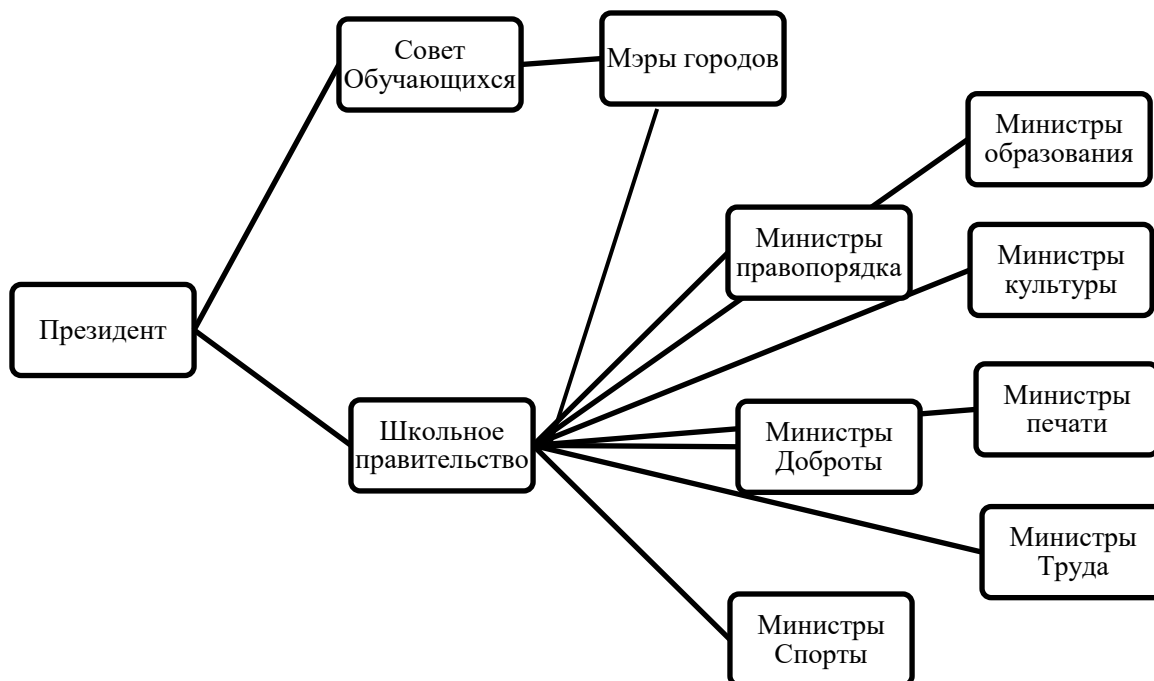 Совет
Обучающихся
Мэры городов
Министры
образования
Министры
правопорядка
Министры
культуры
Президент
Школьное
правительство
Министры
печати
Министры
Доброты
Министры
Труда
Министры
Спорты